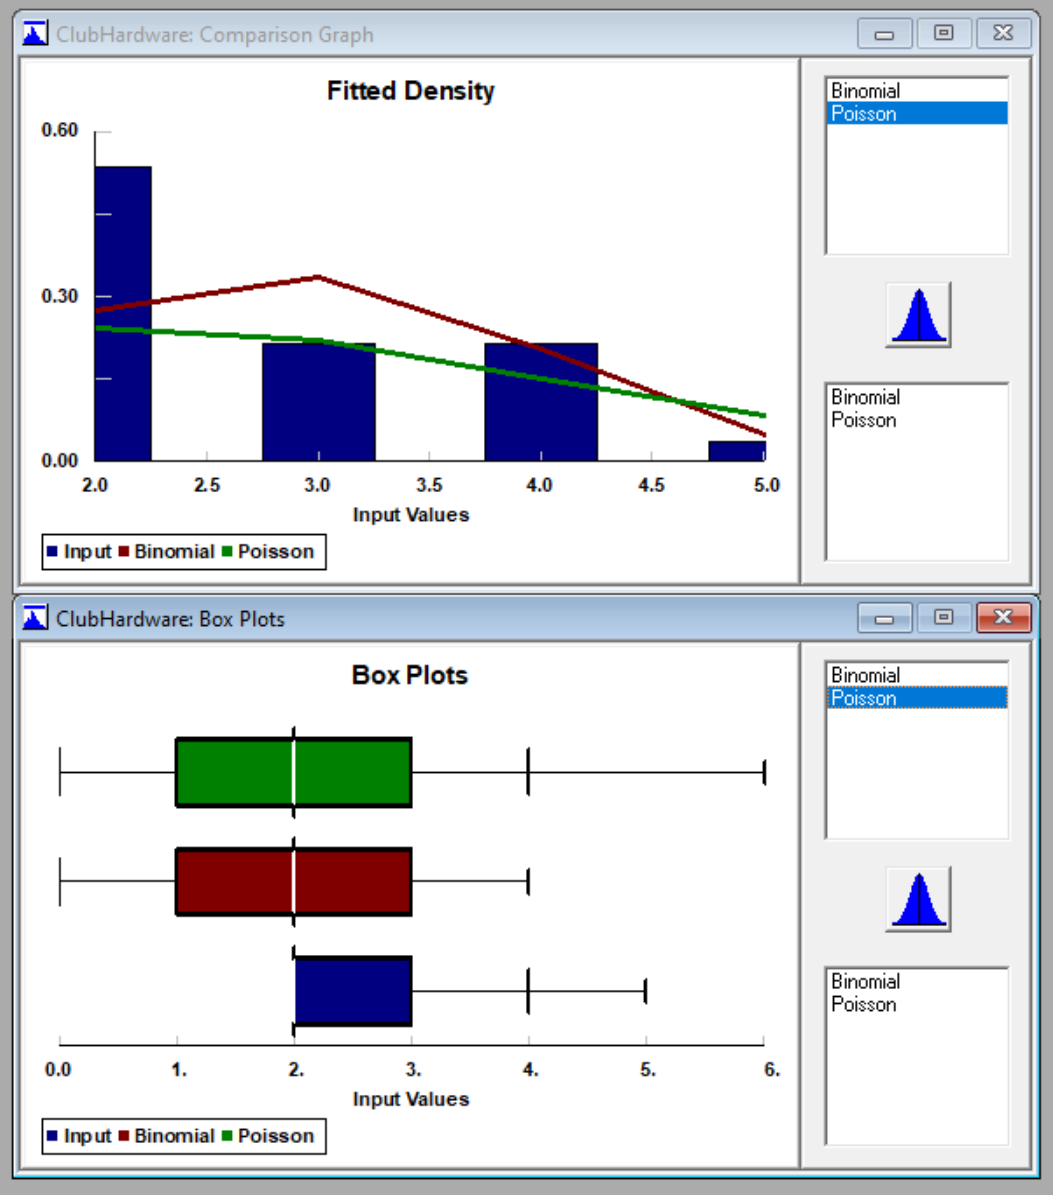 ClubHardware: Comparison Graph
Fitted Density
Binomial
Poisson
0.60
0.30
0.00
2.0 2.5 3.0 3.5 4.0 4.5 5.0
Input Values
Input Binomial Poisson
Binomial
Poisson
ClubHardware: Box Plots
Box Plots
Binomial
Poisson
0.0 1. 2. 3. 4. 5. 6.
Input Values
Input Binomial Poisson
Binomial
Poisson